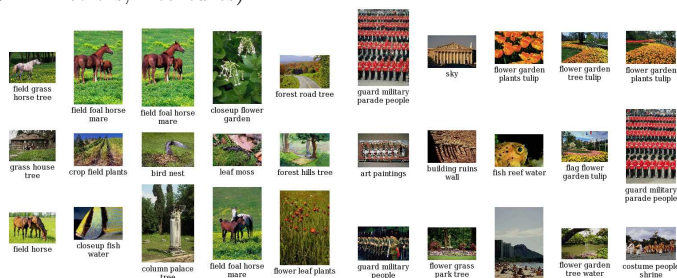 field grass
horse tree
field foal horse
mare
field foal horse
mare
closeup flower
garden
forest road tree
guard military
parade people
sky
flower garden
plants tulip
flower garden
tree tulip
flower garden
plants tulip
grass house
tree
crop field plants
bird nest
leaf moss
forest hills tree
art paintings
building ruins
wall
fish reef water
flag flower
garden tulip
guard military
parade people
field horse
closeup fish
water
column palace
tree
field foal horse
mare
flower leaf plants
guard military
people
flower grass
park tree
flower garden
tree water
costume people
shrine